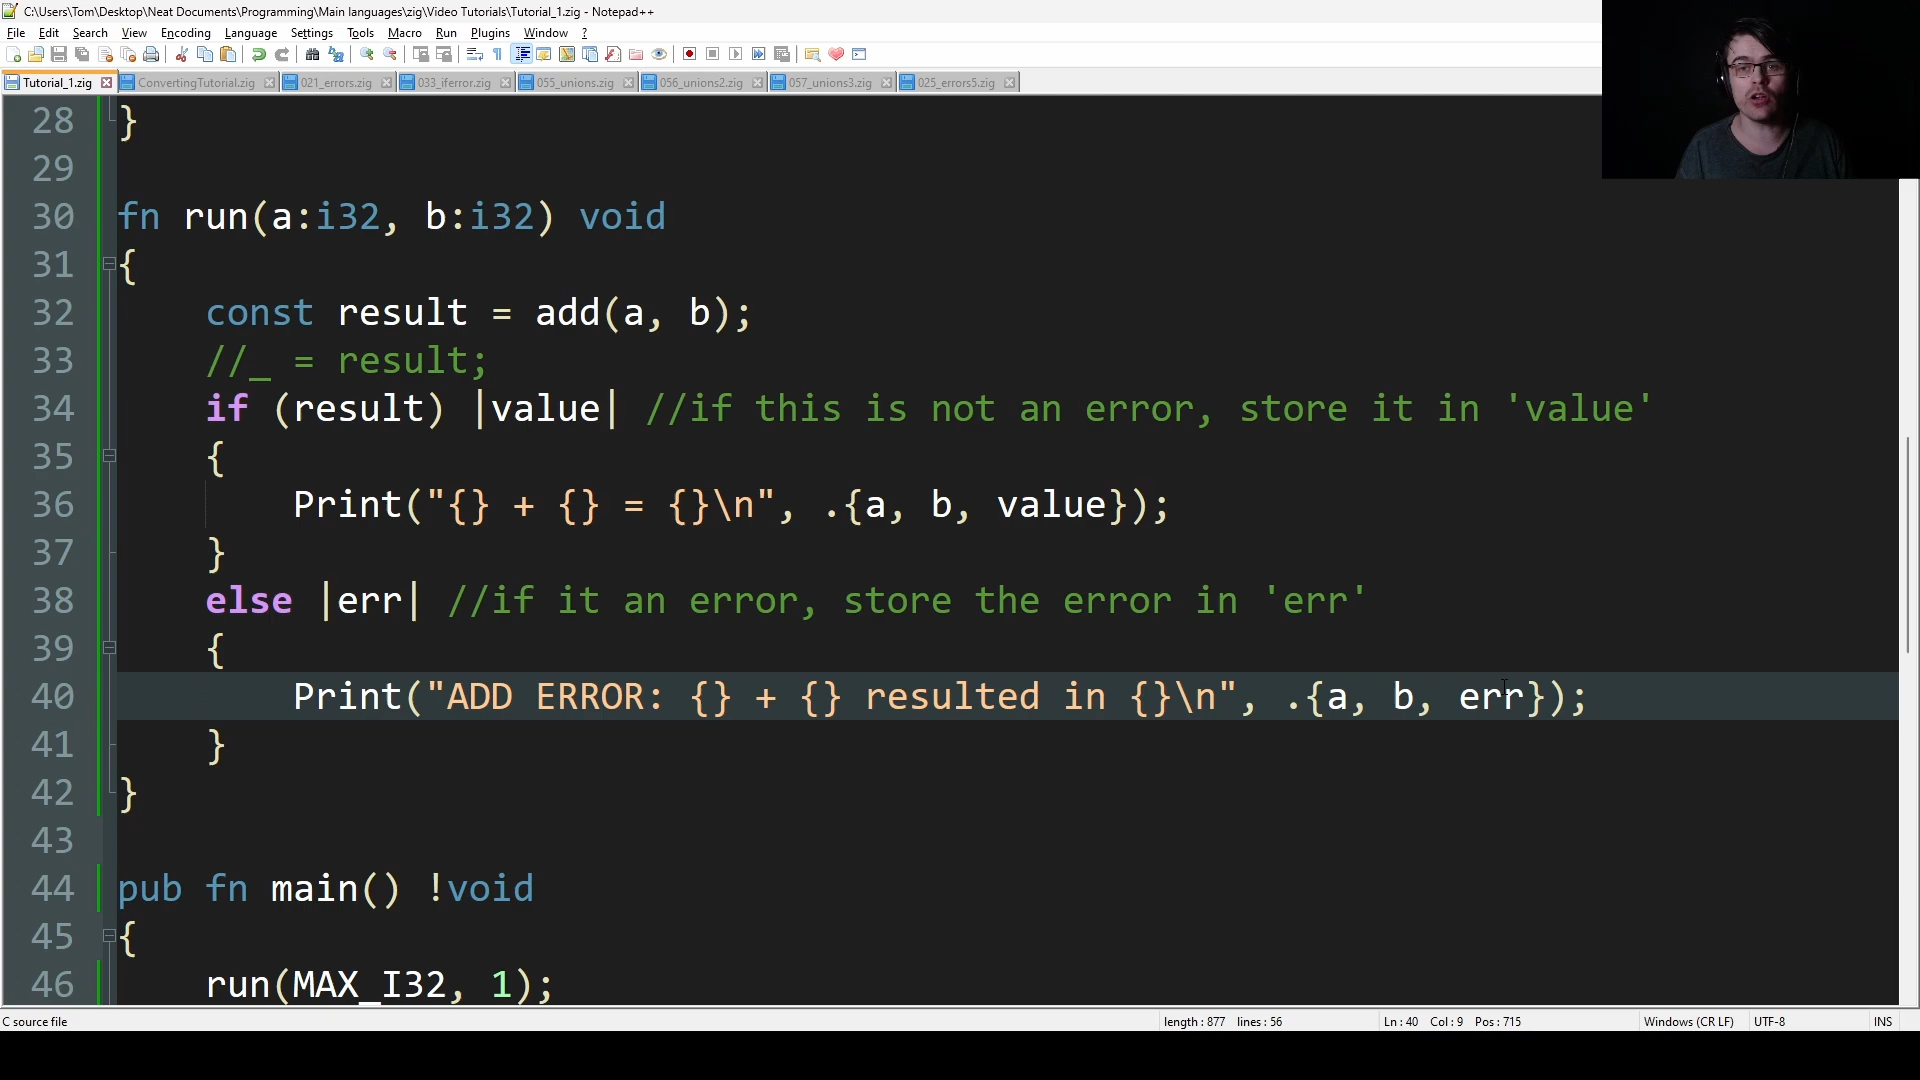 C:\Users\Tom\Desktop\Neat Documents\Programming\Main languages\zig\Video Tutorials\Tutorial_1.zig - Notepad++
File Edit Search View Encoding Language Settings Tools Macro Run Plugins Window ?
Tutorial_1.zig ConvertingTutorial.zig 021_errors.zig 033_iferror.zig 055_unions.zig 056_unions2.zig 057_unions3.zig 025_errors5.zig
28 }
29
30 fn run(a:i32, b:i32) void
31 {
32     const result = add(a, b);
33     //_ = result;
34     if (result) |value| //if this is not an error, store it in 'value'
35     {
36         Print("{} + {} = {}\n", .{a, b, value});
37     }
38     else |err| //if it an error, store the error in 'err'
39     {
40         Print("ADD ERROR: {} + {} resulted in {}\n", .{a, b, err});
41     }
42 }
43
44 pub fn main() !void
45 {
46     run(MAX_I32, 1);
C source file length : 877 lines : 56 Ln : 40 Col : 9 Pos : 715 Windows (CR LF) UTF-8 INS